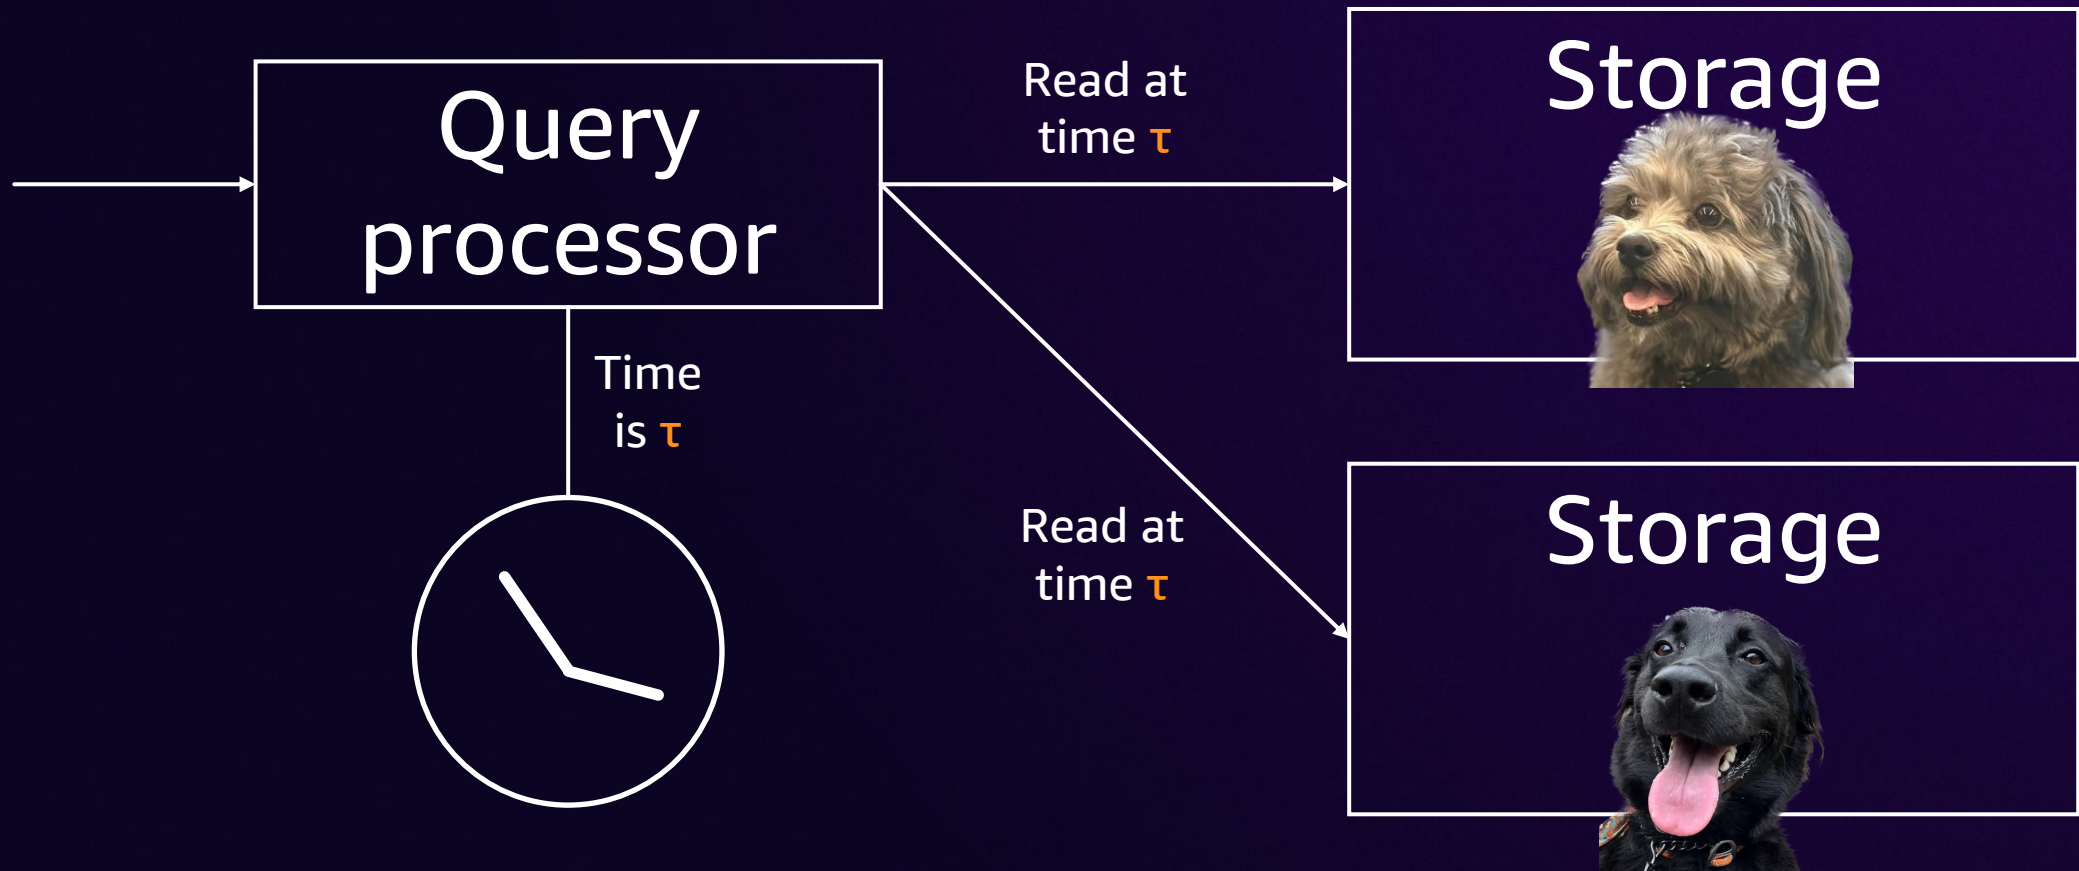 Query
processor
Time
is τ
Read at
time τ
Read at
time τ
Storage
Storage